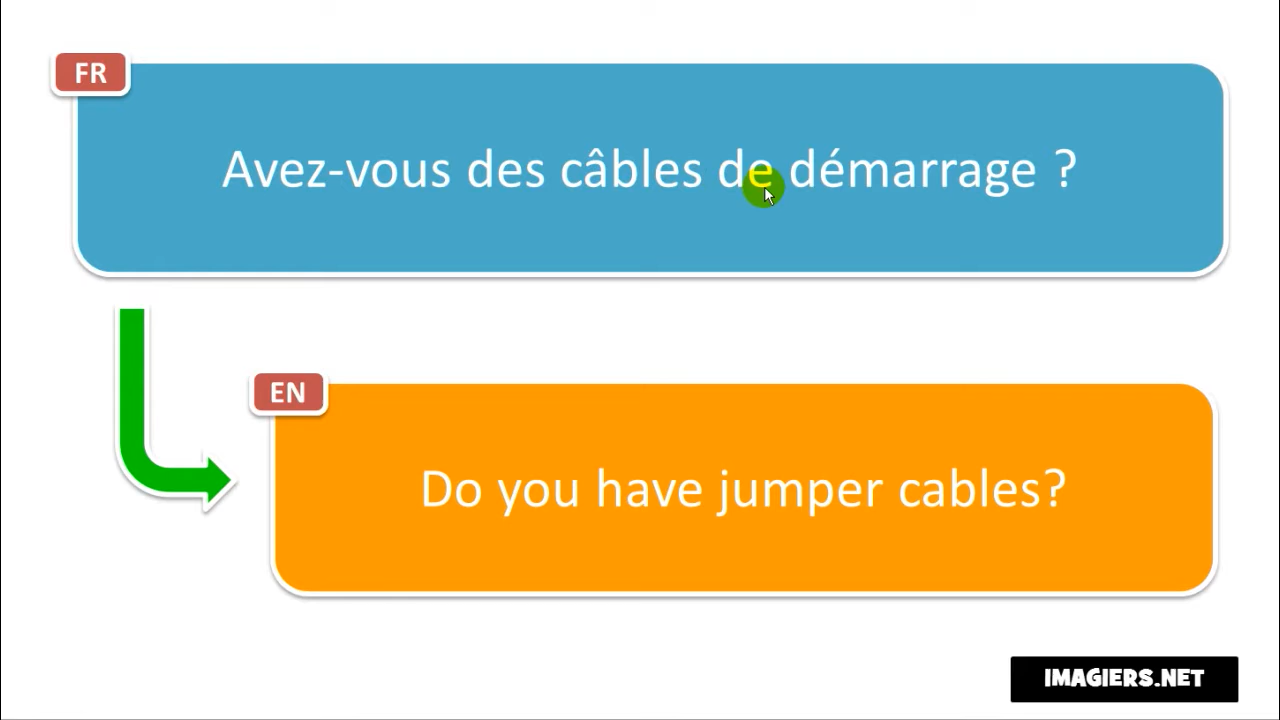 FR
Avez-vous des câbles de démarrage ?
EN
Do you have jumper cables?
IMAGIERS.NET